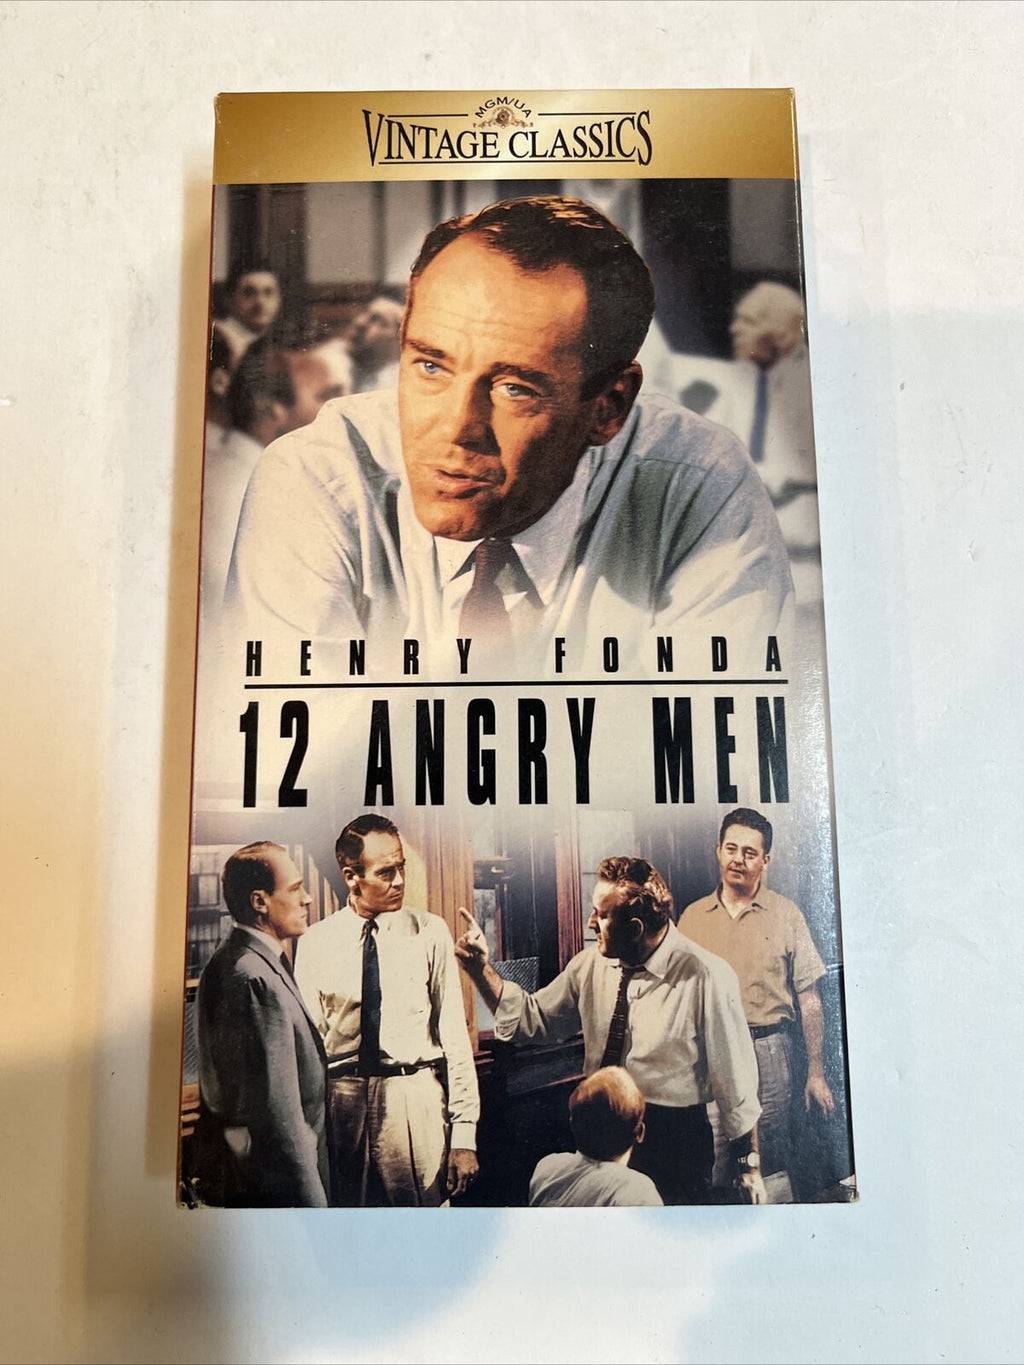 MGM/UA
VINTAGE CLASSICS
HENRY FONDA
12 ANGRY MEN